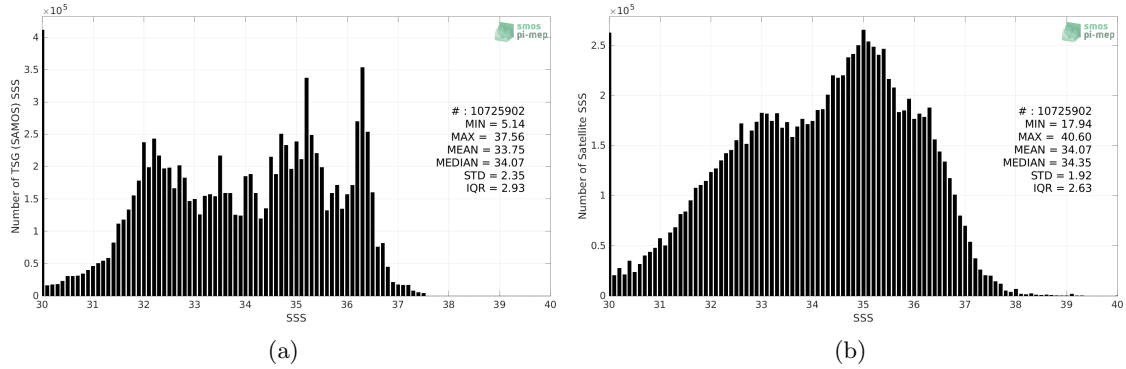 ×10⁵
4
3.5
3
2.5
2
1.5
1
0.5
0
Number of TSG (SAMOS) SSS
smos
pi-mep
# : 10725902
MIN = 5.14
MAX = 37.56
MEAN = 33.75
MEDIAN = 34.07
STD = 2.35
IQR = 2.93
30 31 32 33 34 35 36 37 38 39 40
SSS
(a)
×10⁵
2.5
2
1.5
1
0.5
0
Number of Satellite SSS
smos
pi-mep
# : 10725902
MIN = 17.94
MAX = 40.60
MEAN = 34.07
MEDIAN = 34.35
STD = 1.92
IQR = 2.63
30 31 32 33 34 35 36 37 38 39 40
SSS
(b)